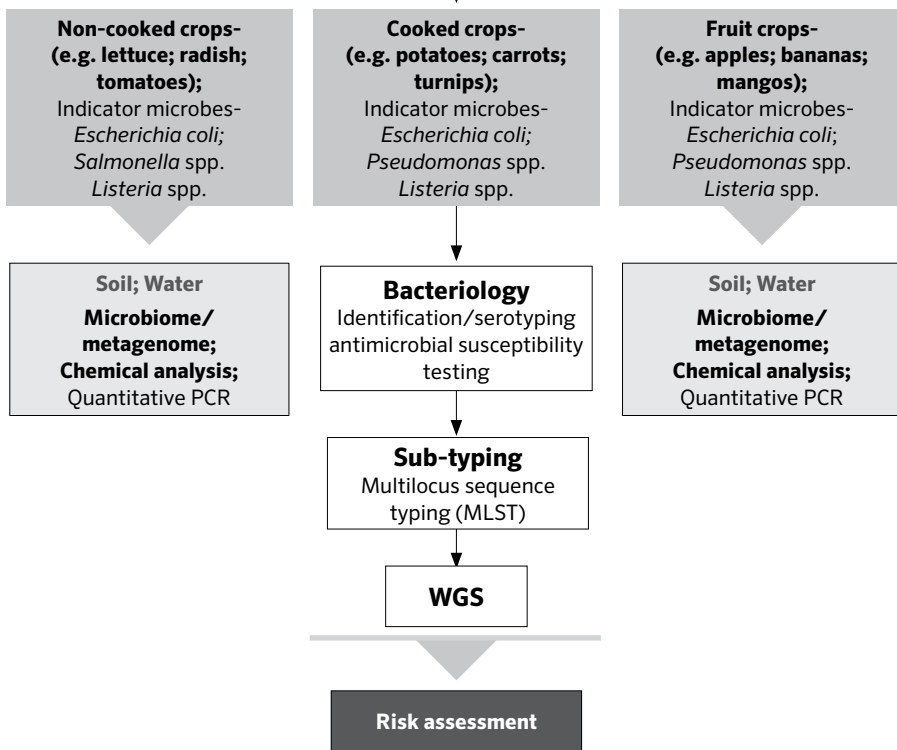 Non-cooked crops-
(e.g. lettuce; radish;
tomatoes);
Indicator microbes-
Escherichia coli;
Salmonella spp.
Listeria spp.
Cooked crops-
(e.g. potatoes; carrots;
turnips);
Indicator microbes-
Escherichia coli;
Pseudomonas spp.
Listeria spp.
Fruit crops-
(e.g. apples; bananas;
mangos);
Indicator microbes-
Escherichia coli;
Pseudomonas spp.
Listeria spp.
Soil; Water
Microbiome/
metagenome;
Chemical analysis;
Quantitative PCR
Bacteriology
Identification/serotyping
antimicrobial susceptibility
testing
Soil; Water
Microbiome/
metagenome;
Chemical analysis;
Quantitative PCR
Sub-typing
Multilocus sequence
typing (MLST)
WGS
Risk assessment